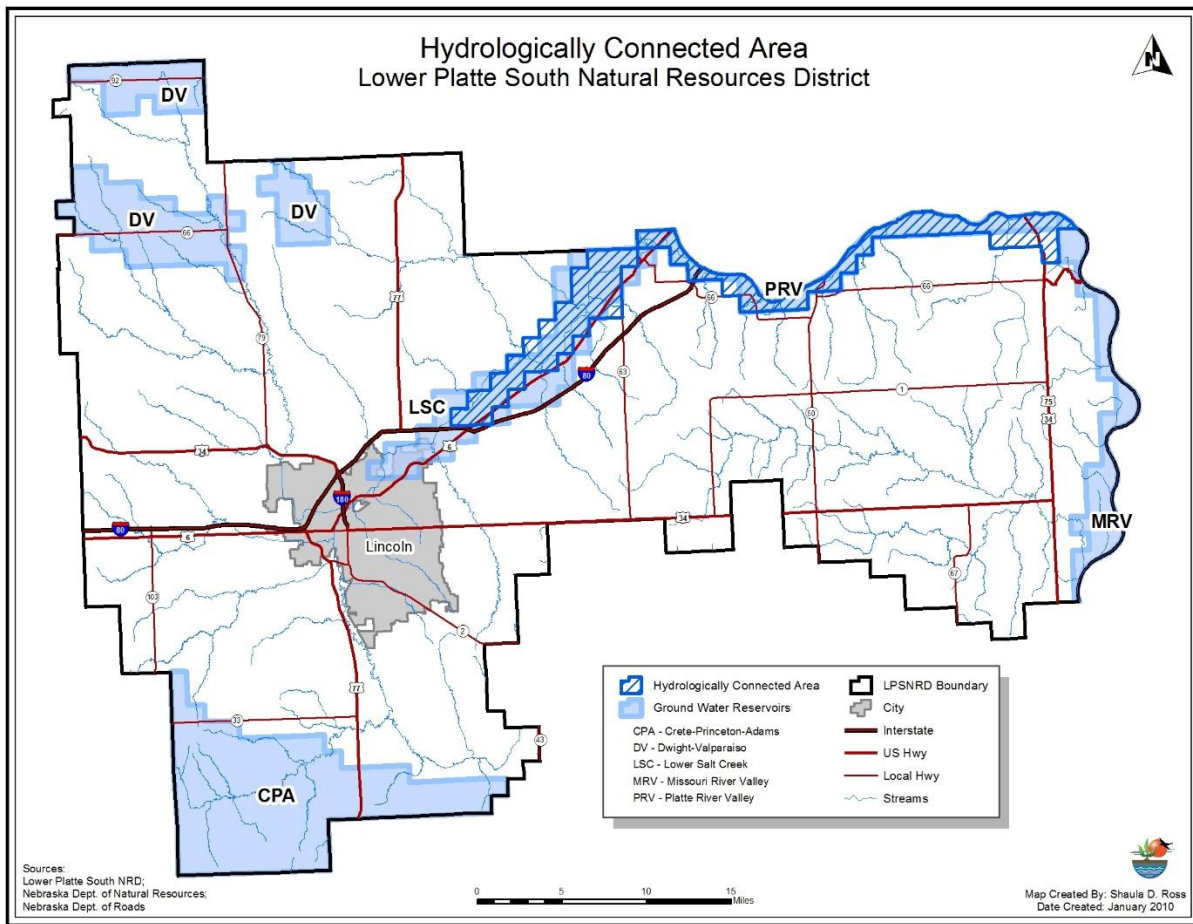 Hydrologically Connected Area
Lower Platte South Natural Resources District
N
92
DV
DV
DV
66
77
79
PRV
66
66
63
80
1
LSC
6
60
75
34
34
180
80
6
Lincoln
34
MRV
67
103
2
77
33
43
CPA
Hydrologically Connected Area
Ground Water Reservoirs
CPA - Crete-Princeton-Adams
DV - Dwight-Valparaiso
LSC - Lower Salt Creek
MRV - Missouri River Valley
PRV - Platte River Valley
LPSNRD Boundary
City
Interstate
US Hwy
Local Hwy
Streams
Sources:
Lower Platte South NRD;
Nebraska Dept. of Natural Resources;
Nebraska Dept. of Roads
0 5 10 15
Miles
Map Created By: Shaula D. Ross
Date Created: January 2010